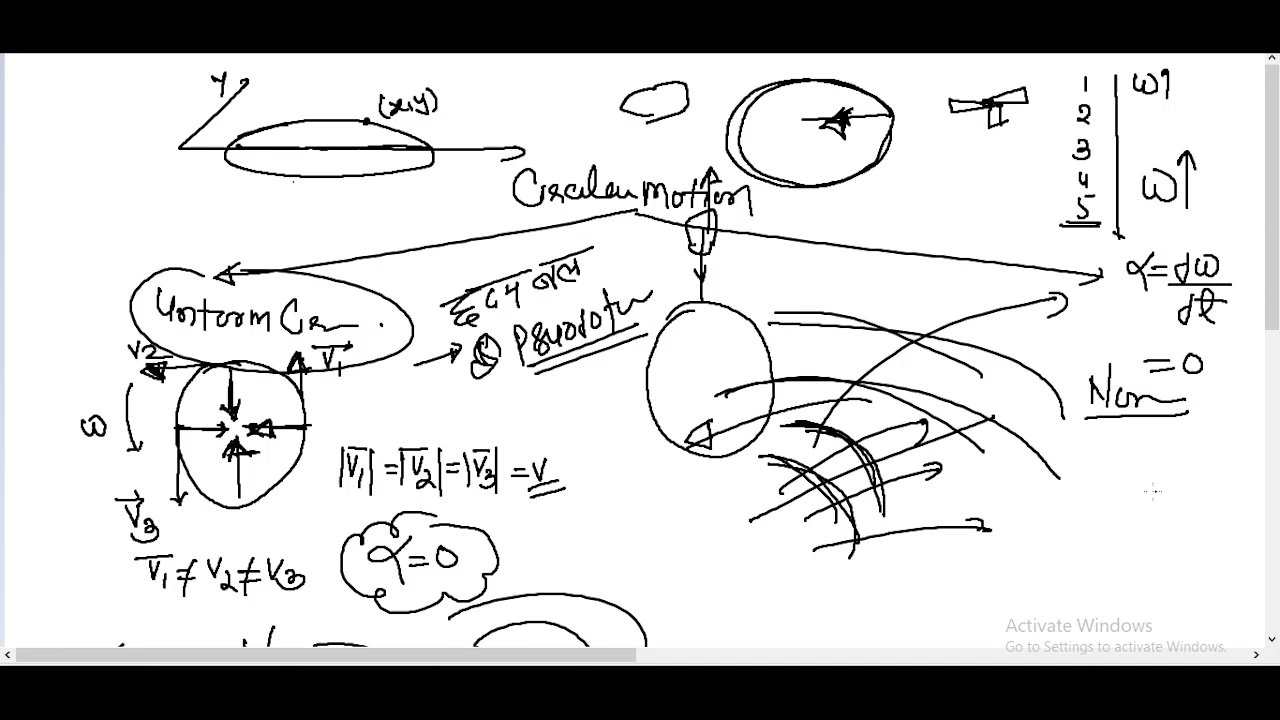 Y
(x,y)
1
2
3
4
5
ω↑
ω↑
Circular Motion
α = dω/dt
= 0
Non
Uniform Cir
V2
V1
ω
V3
|V1| = |V2| = |V3| = V
V1 ≠ V2 ≠ V3
α = 0
Activate Windows
Go to Settings to activate Windows.